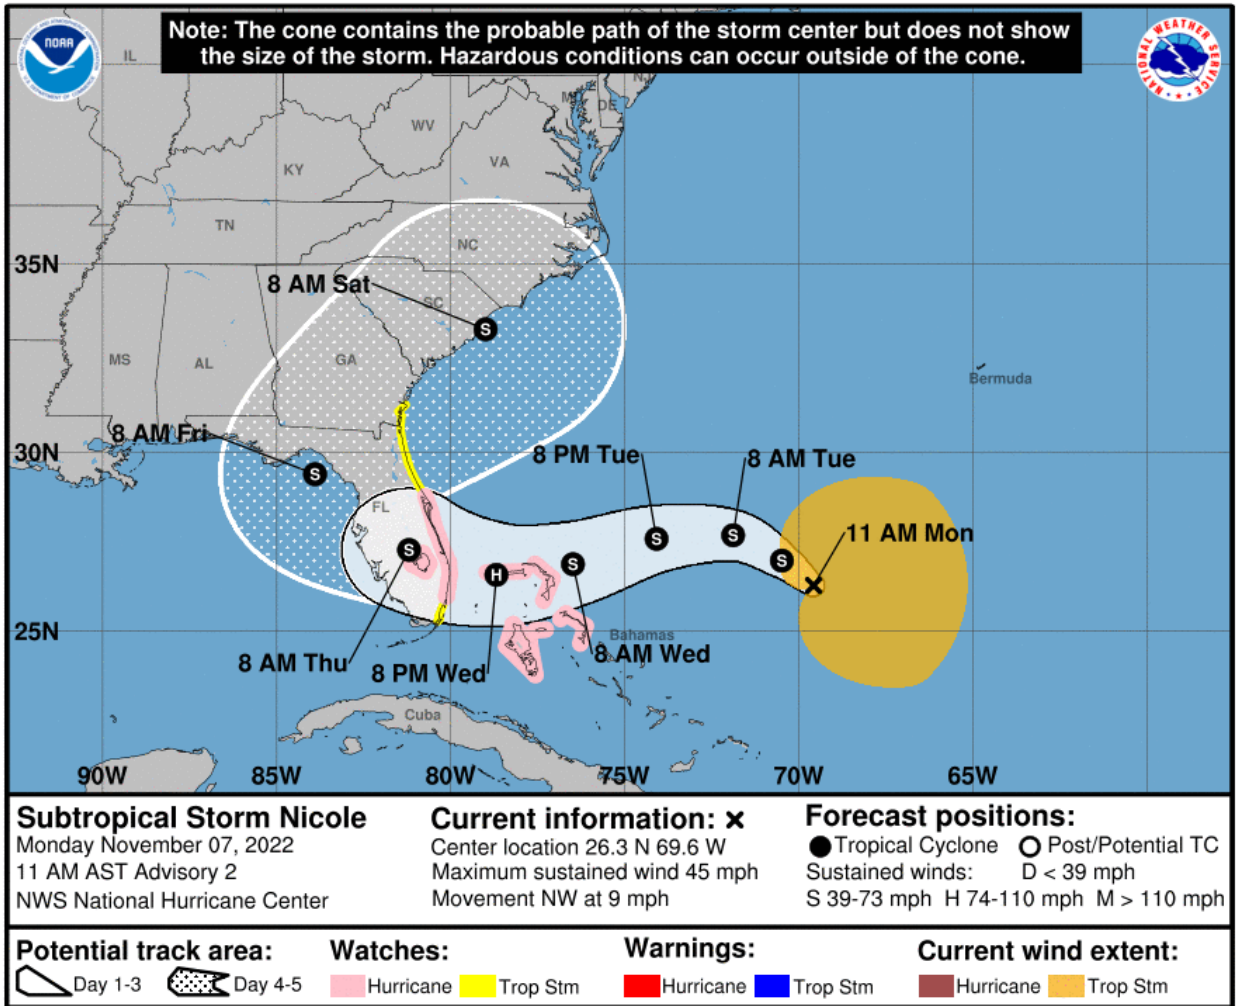 Note: The cone contains the probable path of the storm center but does not show
the size of the storm. Hazardous conditions can occur outside of the cone.
NOAA
NATIONAL WEATHER SERVICE
IL
NJ
DE
WV
KY
VA
TN
NC
35N
8 AM Sat
SC
S
MS
AL
GA
Bermuda
8 AM Fri
30N
8 PM Tue
8 AM Tue
S
FL
11 AM Mon
S
S
S
S
H
S
25N
Bahamas
8 AM Thu
8 PM Wed
8 AM Wed
Cuba
90W
85W
80W
75W
70W
65W
Subtropical Storm Nicole
Monday November 07, 2022
11 AM AST Advisory 2
NWS National Hurricane Center
Current information: x
Center location 26.3 N 69.6 W
Maximum sustained wind 45 mph
Movement NW at 9 mph
Forecast positions:
Tropical Cyclone Post/Potential TC
Sustained winds: D < 39 mph
S 39-73 mph H 74-110 mph M > 110 mph
Potential track area:
Day 1-3 Day 4-5
Watches:
Hurricane Trop Stm
Warnings:
Hurricane Trop Stm
Current wind extent:
Hurricane Trop Stm